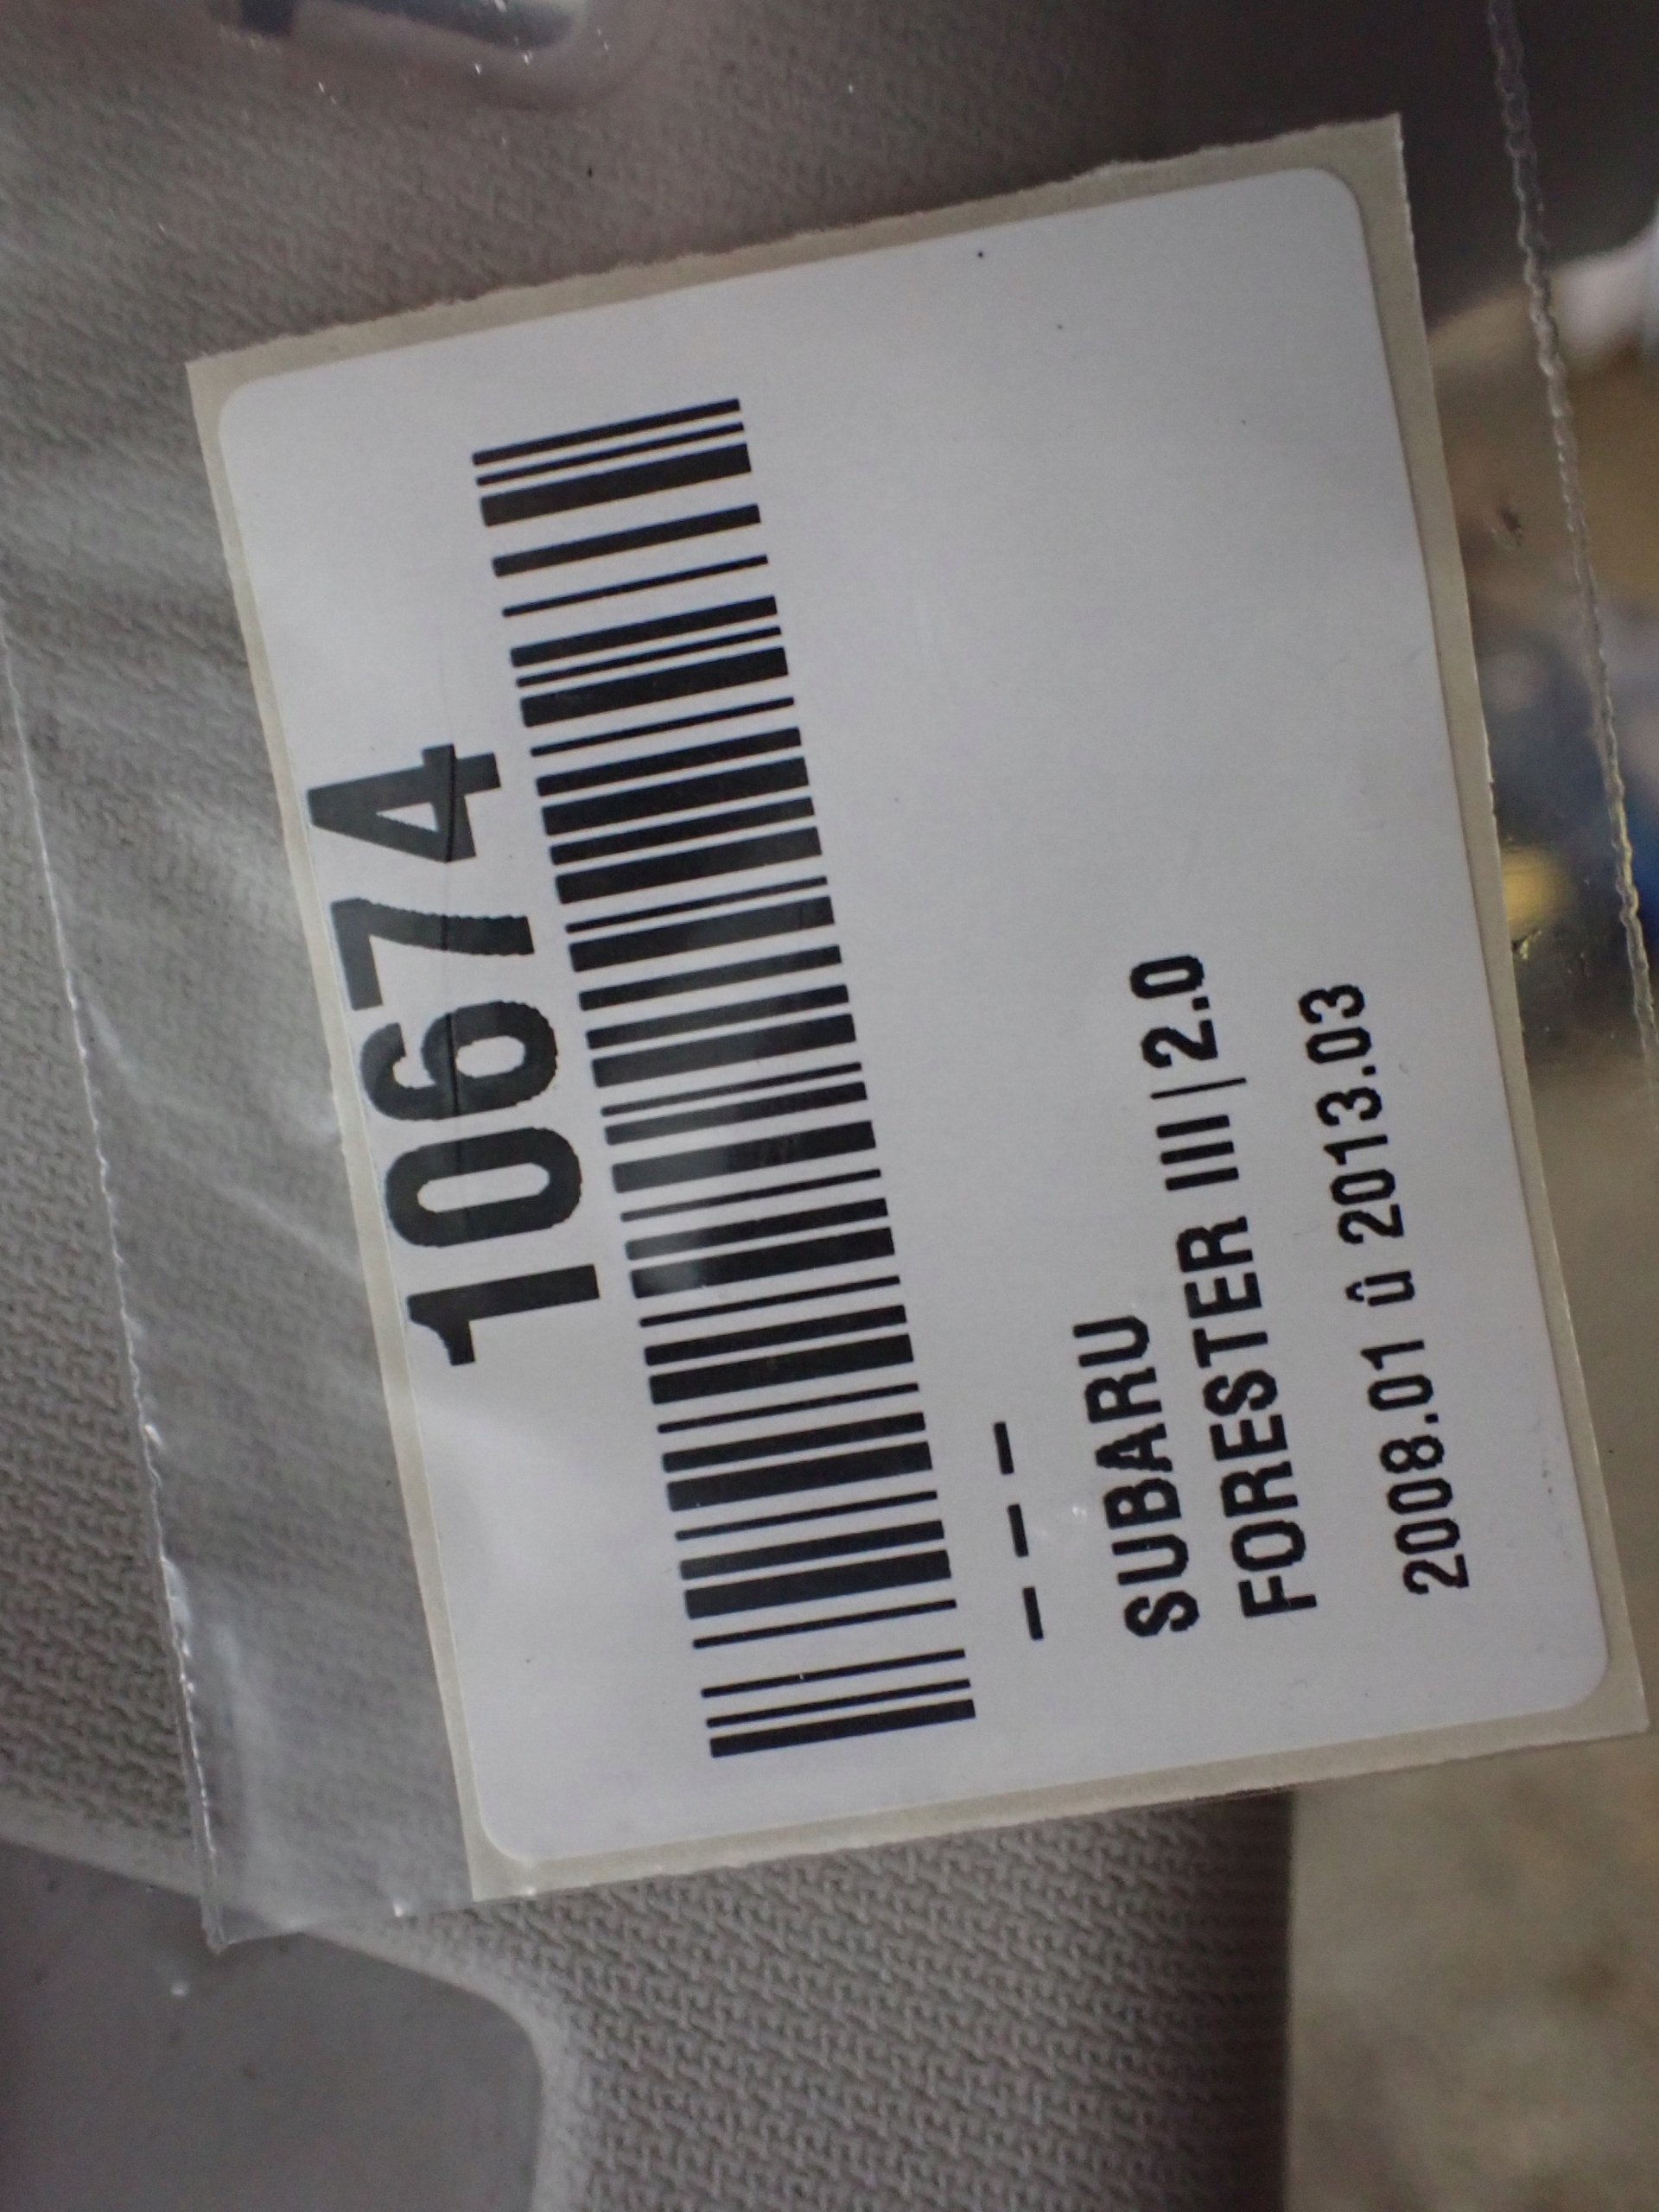 10674
– – –
SUBARU
FORESTER III | 2.0
2008.01 û 2013.03